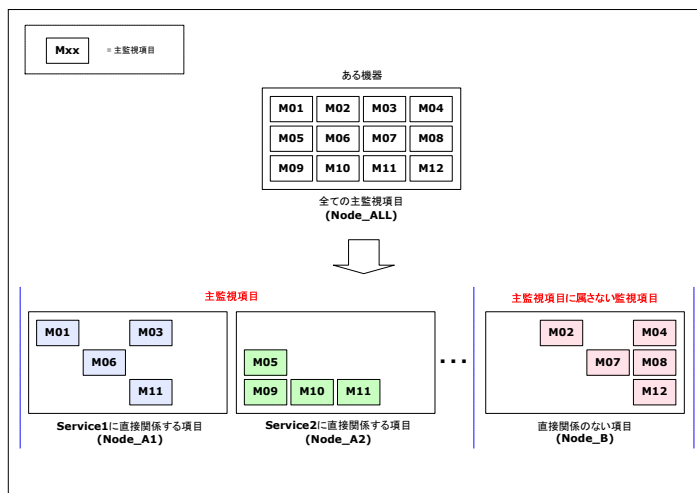 Mxx = 主監視項目
ある機器
M01 M02 M03 M04
M05 M06 M07 M08
M09 M10 M11 M12
全ての主監視項目
(Node_ALL)
主監視項目
主監視項目に属さない監視項目
M01 M03
M06
M11
M05
M09 M10 M11
...
M02 M04
M07 M08
M12
Service1に直接関係する項目
(Node_A1)
Service2に直接関係する項目
(Node_A2)
直接関係のない項目
(Node_B)